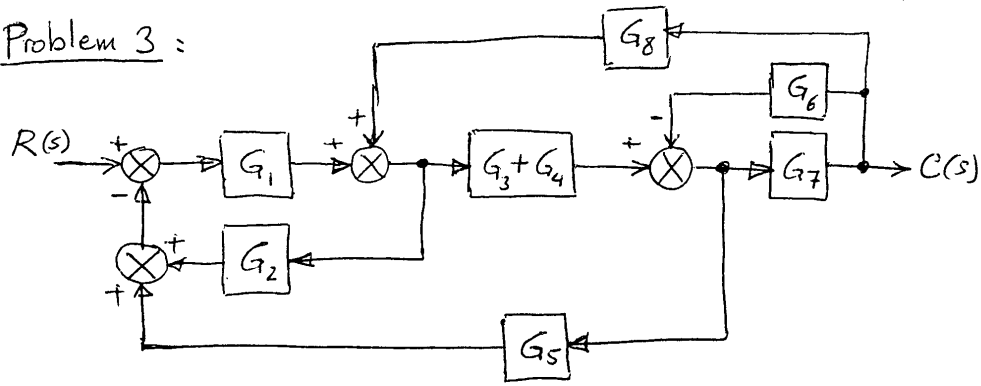 Problem 3 :
G8
G6
R(s) + G1 + + G3+G4 + - G7 C(s)
-
+ G2
+
G5